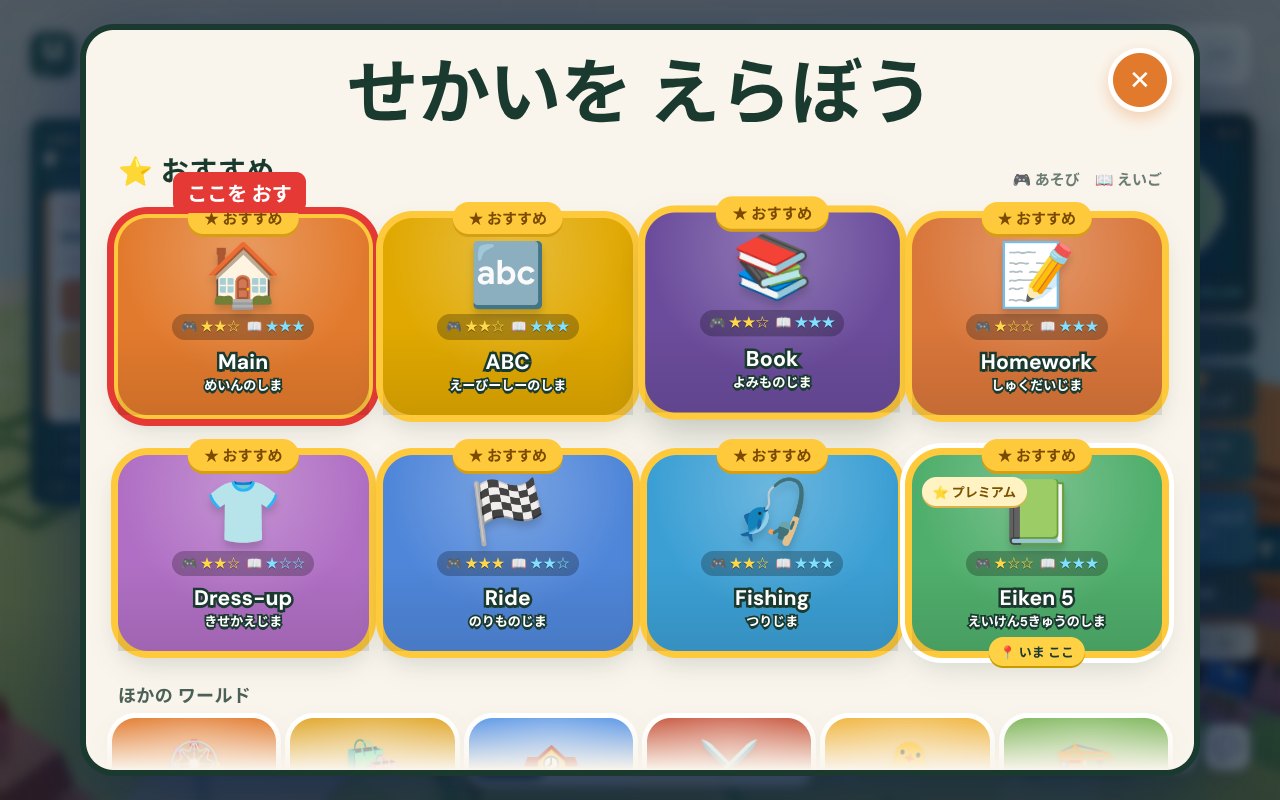 せかいを えらぼう
⭐ おすすめ
🎮 あそび 📖 えいご
ここを おす
★ おすすめ
★ おすすめ
★ おすすめ
★ おすすめ
abc
🎮 ★★☆ 📖 ★★★
🎮 ★★☆ 📖 ★★★
🎮 ★★☆ 📖 ★★★
🎮 ★☆☆ 📖 ★★★
Main
ABC
Book
Homework
めいんのしま
えーびーしーのしま
よみものじま
しゅくだいじま
★ おすすめ
★ おすすめ
★ おすすめ
★ おすすめ
⭐ プレミアム
🎮 ★★☆ 📖 ★☆☆
🎮 ★★★ 📖 ★★☆
🎮 ★★☆ 📖 ★★★
🎮 ★☆☆ 📖 ★★★
Dress-up
Ride
Fishing
Eiken 5
きせかえじま
のりものじま
つりじま
えいけん5きゅうのしま
📍 いま ここ
ほかの ワールド